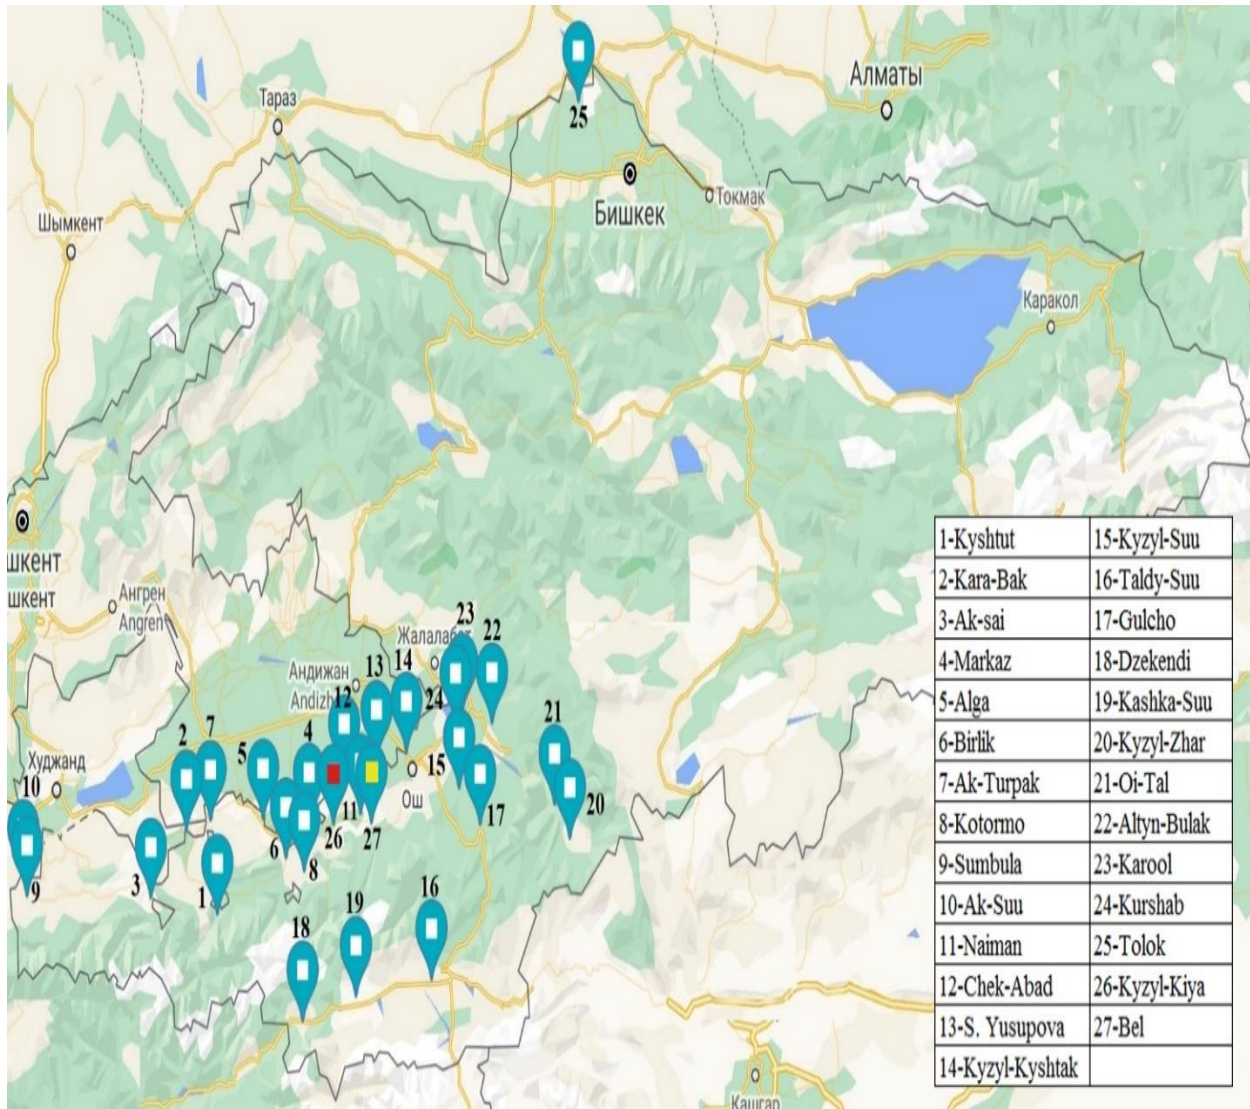 Алматы
25
Тараз
Бишкек
Токмак
Шымкент
Каракол
шкент
шкент
Ангрен
Angren
23
22
Жалалабат
Андижан
Andizh
13
14
12
24
2
7
5
4
Худжанд
10
15
Ош
11
20
17
26
27
6
8
9
3
1
16
19
18
Кашгар
1-Kyshtut
15-Kyzyl-Suu
2-Kara-Bak
16-Taldy-Suu
3-Ak-sai
17-Gulcho
4-Markaz
18-Dzekendi
5-Alga
19-Kashka-Suu
6-Birlik
20-Kyzyl-Zhar
7-Ak-Turpak
21-Oi-Tal
8-Kotormo
22-Altyn-Bulak
9-Sumbula
23-Karool
10-Ak-Suu
24-Kurshab
11-Naiman
25-Tolok
12-Chek-Abad
26-Kyzyl-Kiya
13-S. Yusupova
27-Bel
14-Kyzyl-Kyshtak
21